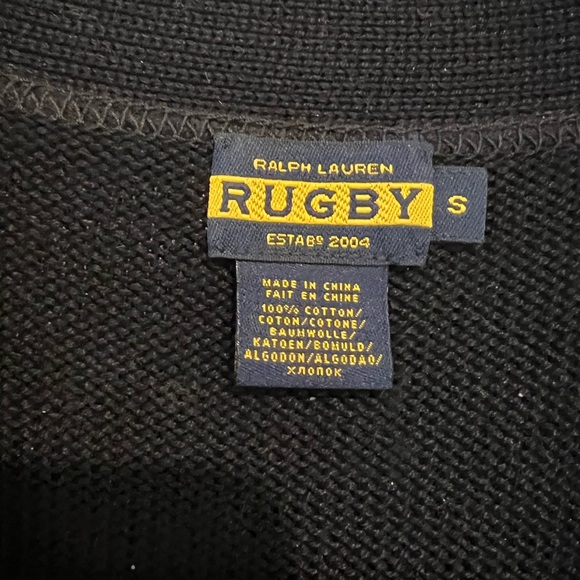 RALPH LAUREN
RUGBY
S
ESTABᴰ 2004
MADE IN CHINA
FAIT EN CHINE
100% COTTON/
COTON/COTONE/
BAUMWOLLE/
KATOEN/BOMULD/
ALGODON/ALGODAO/
ХЛОПОК